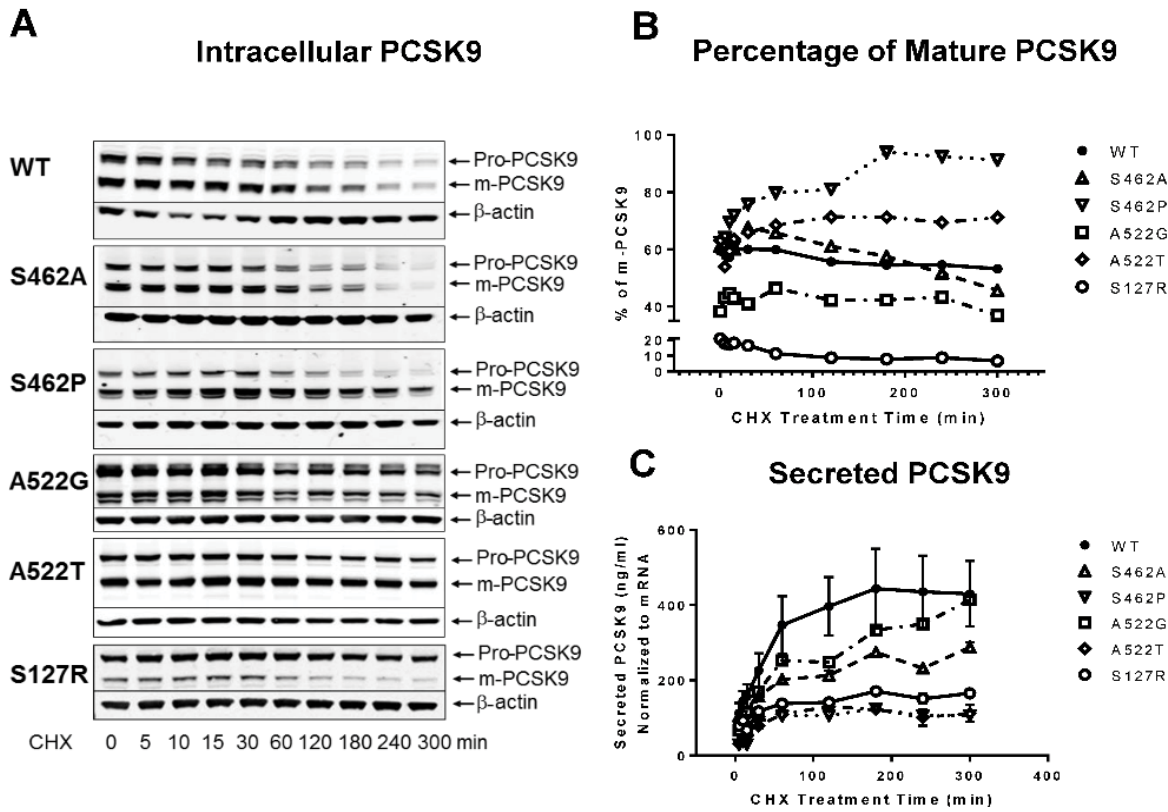 A
Intracellular PCSK9
WT
Pro-PCSK9
m-PCSK9
β-actin
S462A
Pro-PCSK9
m-PCSK9
β-actin
S462P
Pro-PCSK9
m-PCSK9
β-actin
A522G
Pro-PCSK9
m-PCSK9
β-actin
A522T
Pro-PCSK9
m-PCSK9
β-actin
S127R
Pro-PCSK9
m-PCSK9
β-actin
CHX 0 5 10 15 30 60 120 180 240 300 min
B
Percentage of Mature PCSK9
% of m-PCSK9
100
80
60
40
20
10
0
0 100 200 300
CHX Treatment Time (min)
WT
S462A
S462P
A522G
A522T
S127R
C
Secreted PCSK9
Secreted PCSK9 (ng/ml)
Normalized to mRNA
600
400
200
0
0 100 200 300 400
CHX Treatment Time (min)
WT
S462A
S462P
A522G
A522T
S127R